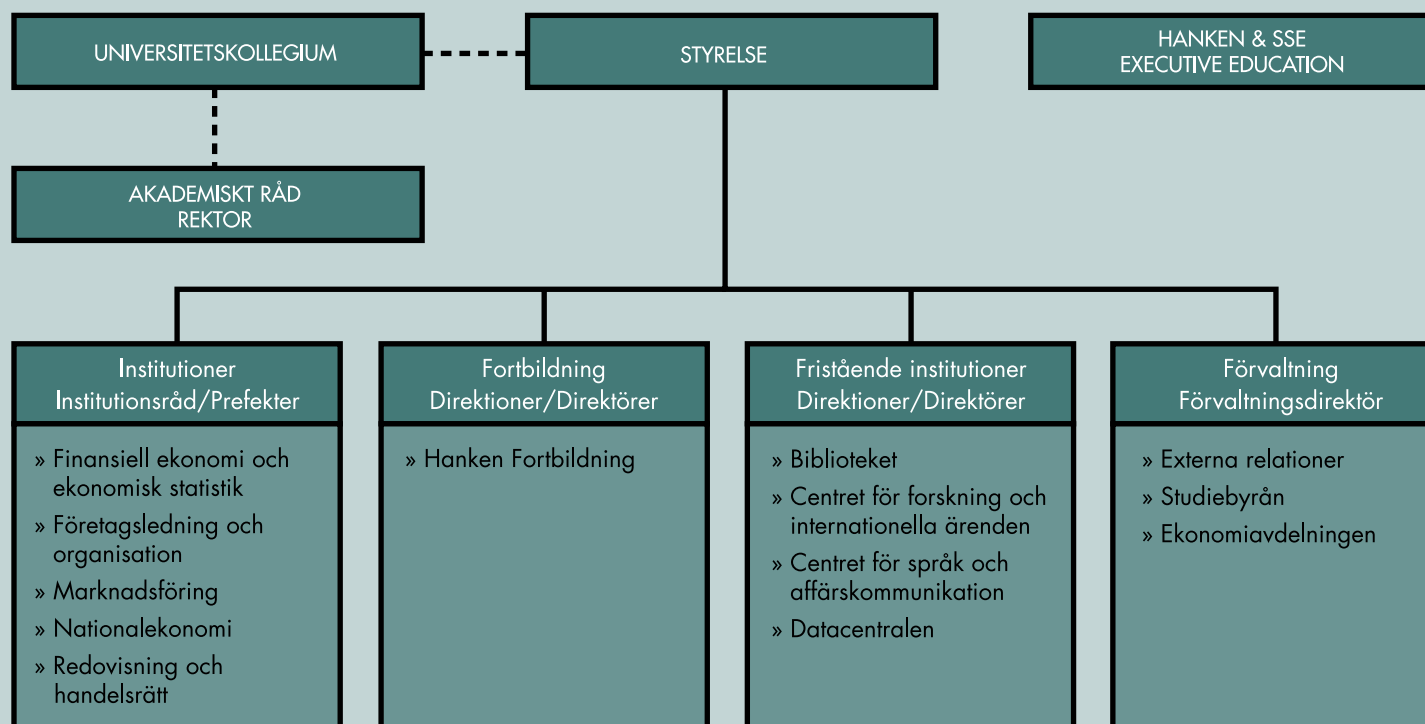 UNIVERSITETSKOLLEGIUM
STYRELSE
HANKEN & SSE
EXECUTIVE EDUCATION
AKADEMISKT RÅD
REKTOR
Institutioner
Institutionsråd/Prefekter
» Finansiell ekonomi och
ekonomisk statistik
» Företagsledning och
organisation
» Marknadsföring
» Nationalekonomi
» Redovisning och
handelsrätt
Fortbildning
Direktioner/Direktörer
» Hanken Fortbildning
Fristående institutioner
Direktioner/Direktörer
» Biblioteket
» Centret för forskning och
internationella ärenden
» Centret för språk och
affärskommunikation
» Datacentralen
Förvaltning
Förvaltningsdirektör
» Externa relationer
» Studiebyrån
» Ekonomiavdelningen